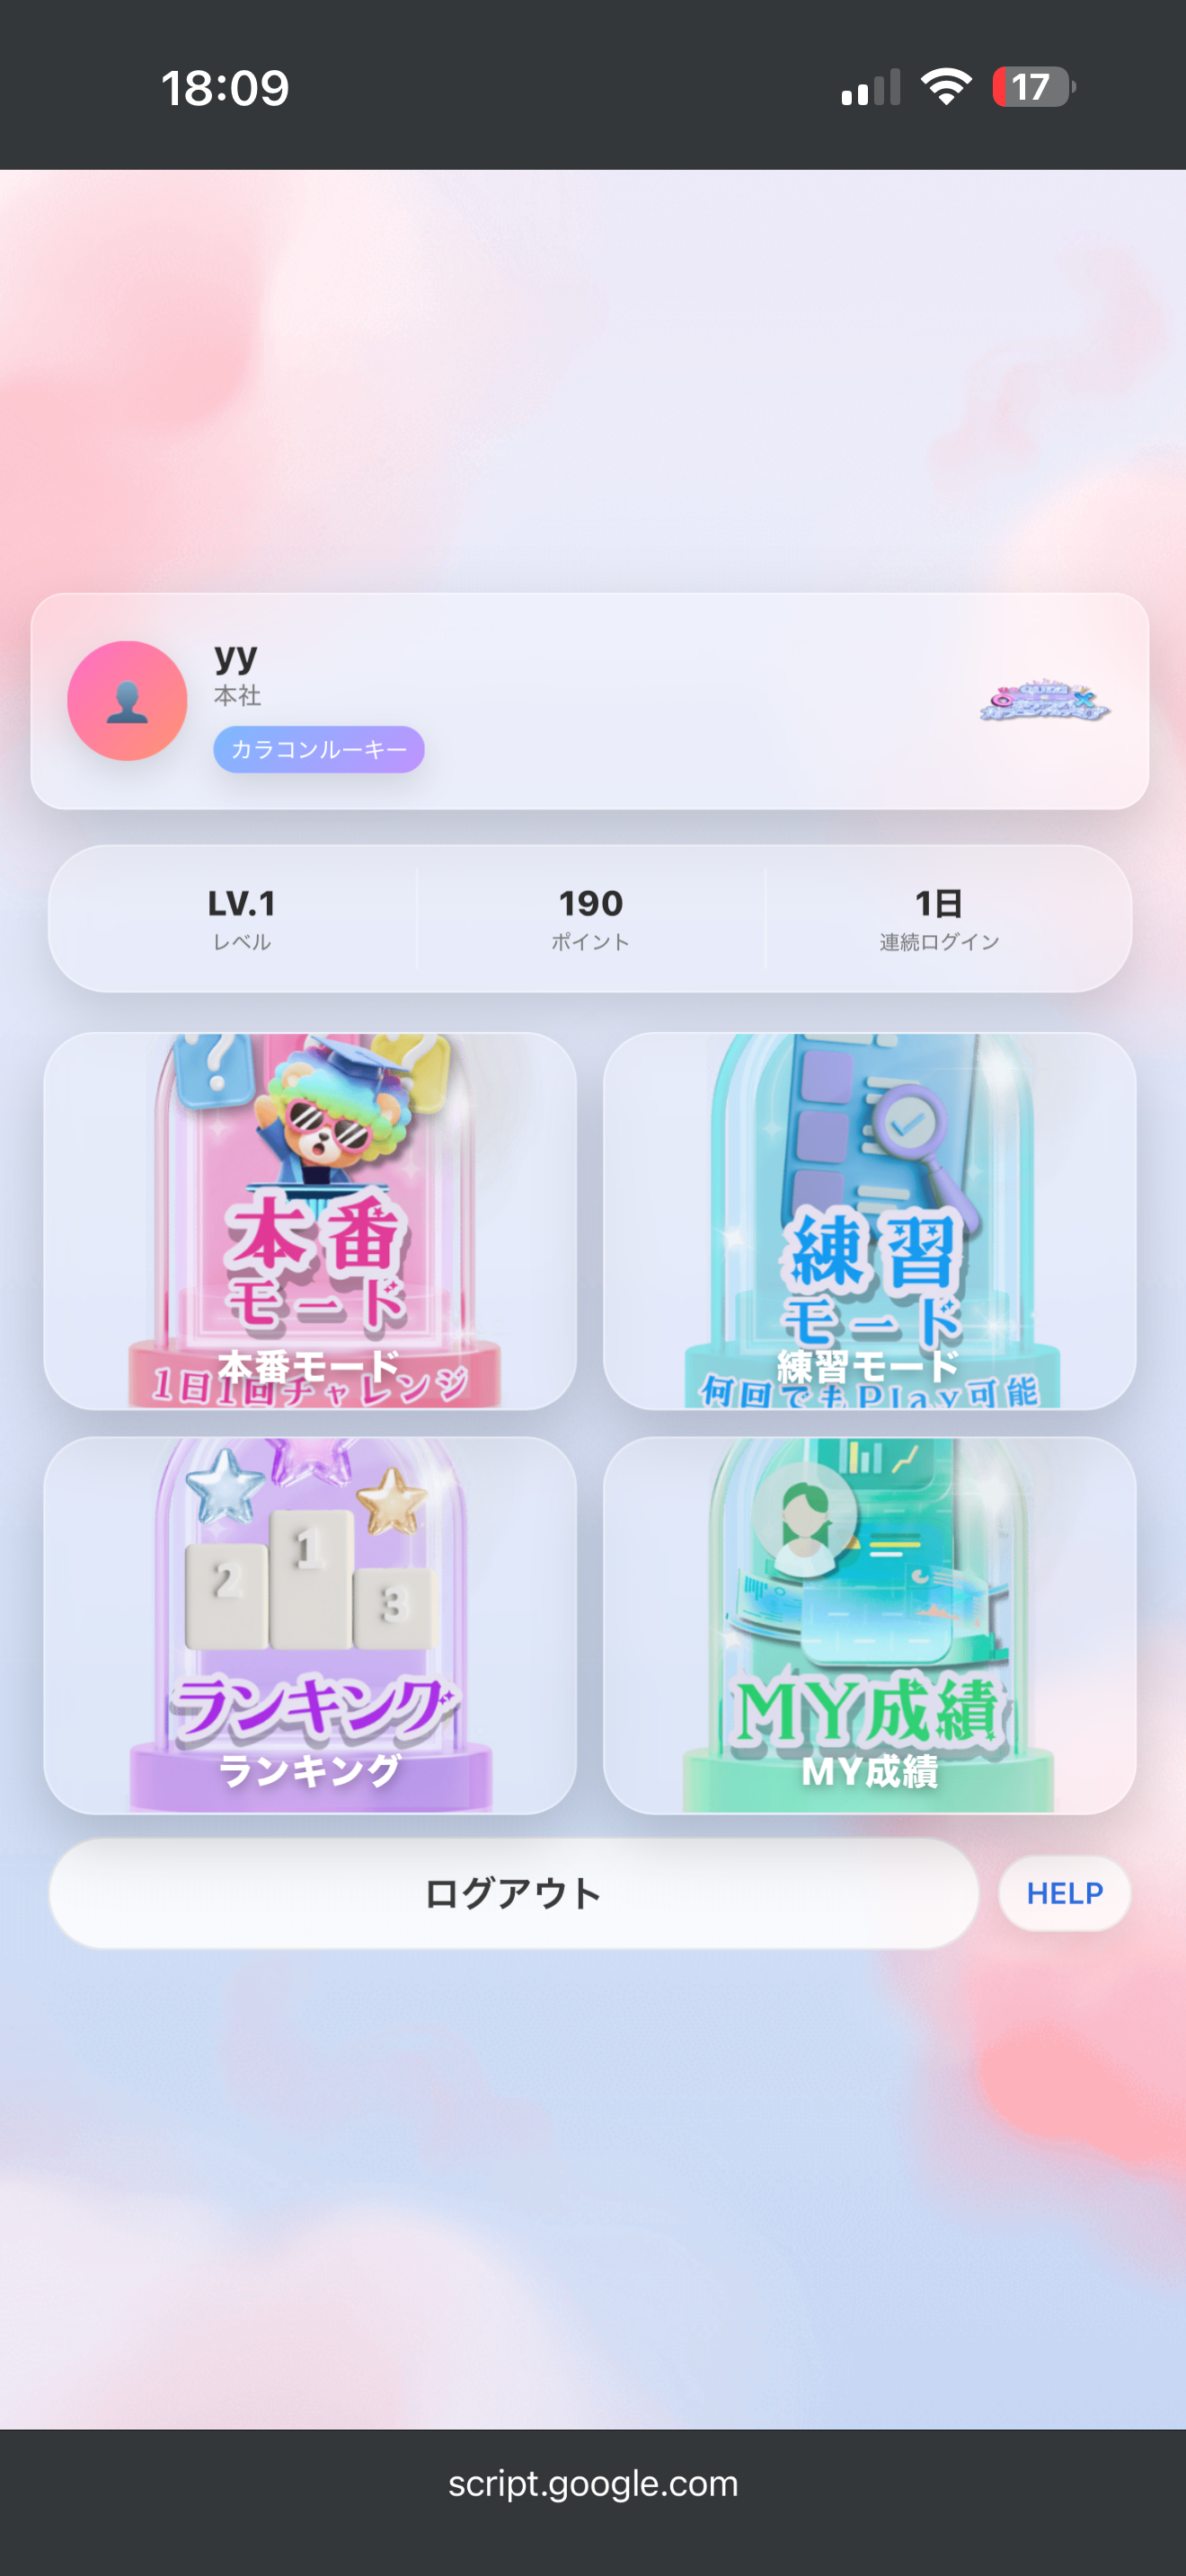 18:09
17
yy
本社
カラコンルーキー
LV.1
レベル
190
ポイント
1日
連続ログイン
? ?
本番
モード
本番モード
1日1回チャレンジ
練習
モード
練習モード
何回でもPlay可能
1
2
3
ランキング
ランキング
MY成績
MY成績
ログアウト
HELP
script.google.com